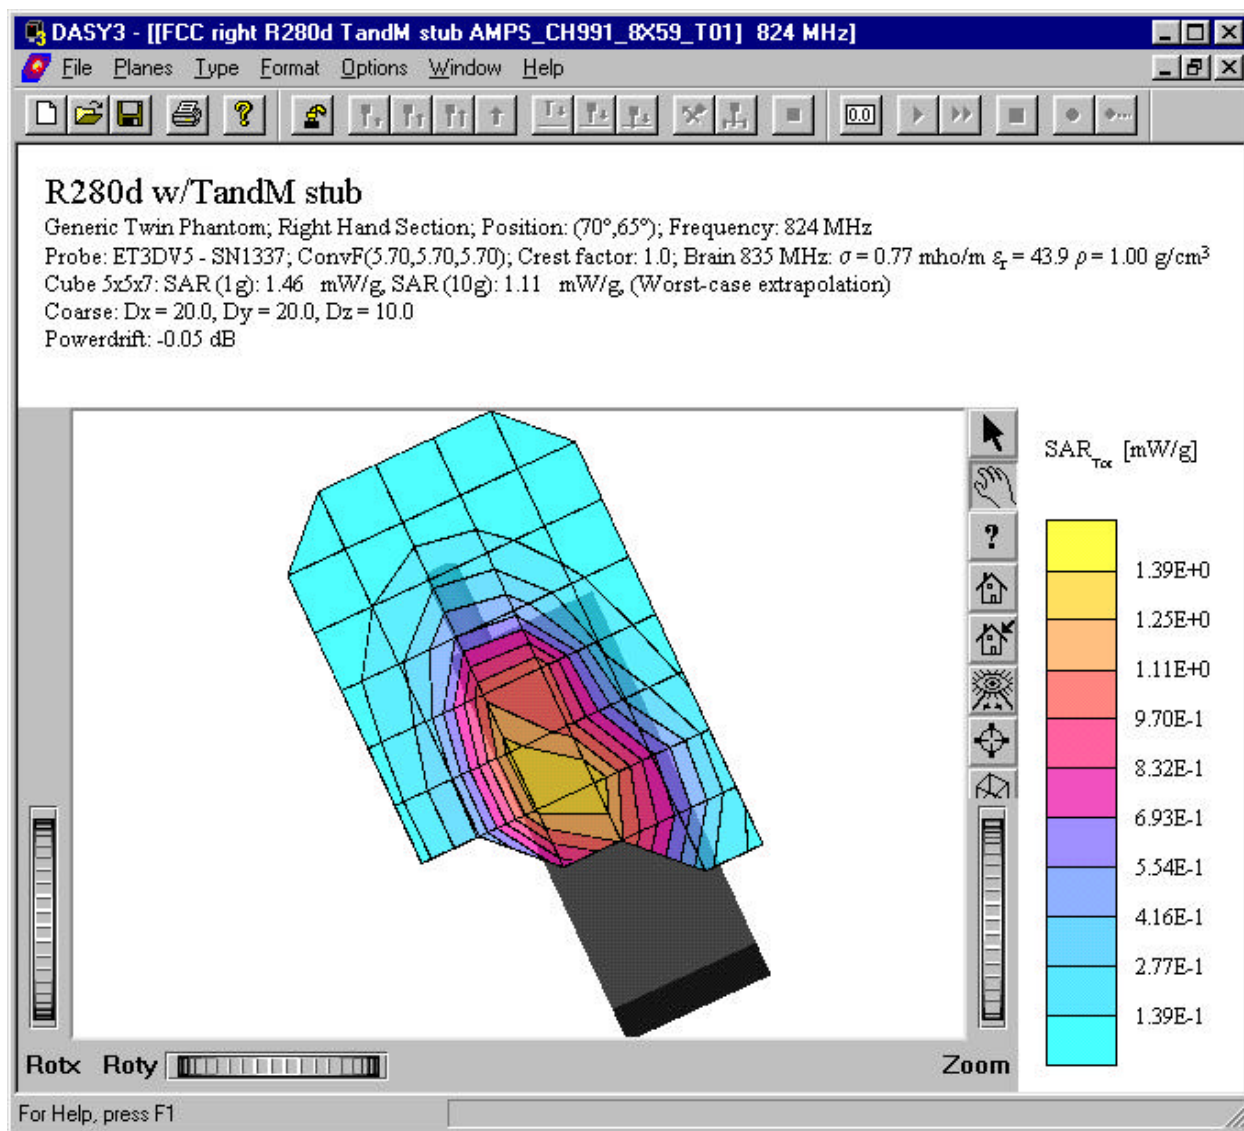 DASY3 - [[FCC right R280d TandM stub AMPS_CH991_8X59_T01] 824 MHz]
File Planes Type Format Options Window Help
0.0
R280d w/TandM stub
Generic Twin Phantom; Right Hand Section; Position: (70°,65°); Frequency: 824 MHz
Probe: ET3DV5 - SN1337; ConvF(5.70,5.70,5.70); Crest factor: 1.0; Brain 835 MHz: σ = 0.77 mho/m εr = 43.9 ρ = 1.00 g/cm³
Cube 5x5x7: SAR (1g): 1.46 mW/g, SAR (10g): 1.11 mW/g, (Worst-case extrapolation)
Coarse: Dx = 20.0, Dy = 20.0, Dz = 10.0
Powerdrift: -0.05 dB
SAR Tot [mW/g]
1.39E+0
1.25E+0
1.11E+0
9.70E-1
8.32E-1
6.93E-1
5.54E-1
4.16E-1
2.77E-1
1.39E-1
Rotx Roty Zoom
For Help, press F1